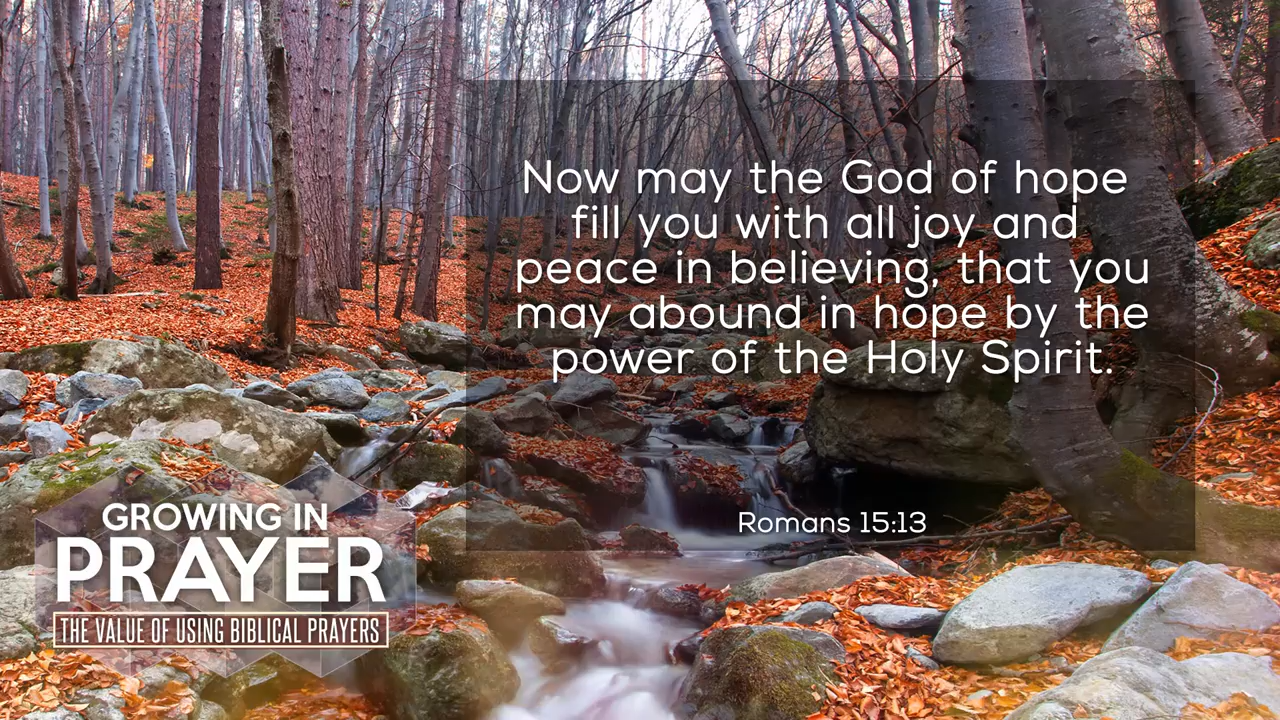 Now may the God of hope
fill you with all joy and
peace in believing, that you
may abound in hope by the
power of the Holy Spirit.
Romans 15:13
GROWING IN
PRAYER
THE VALUE OF USING BIBLICAL PRAYERS